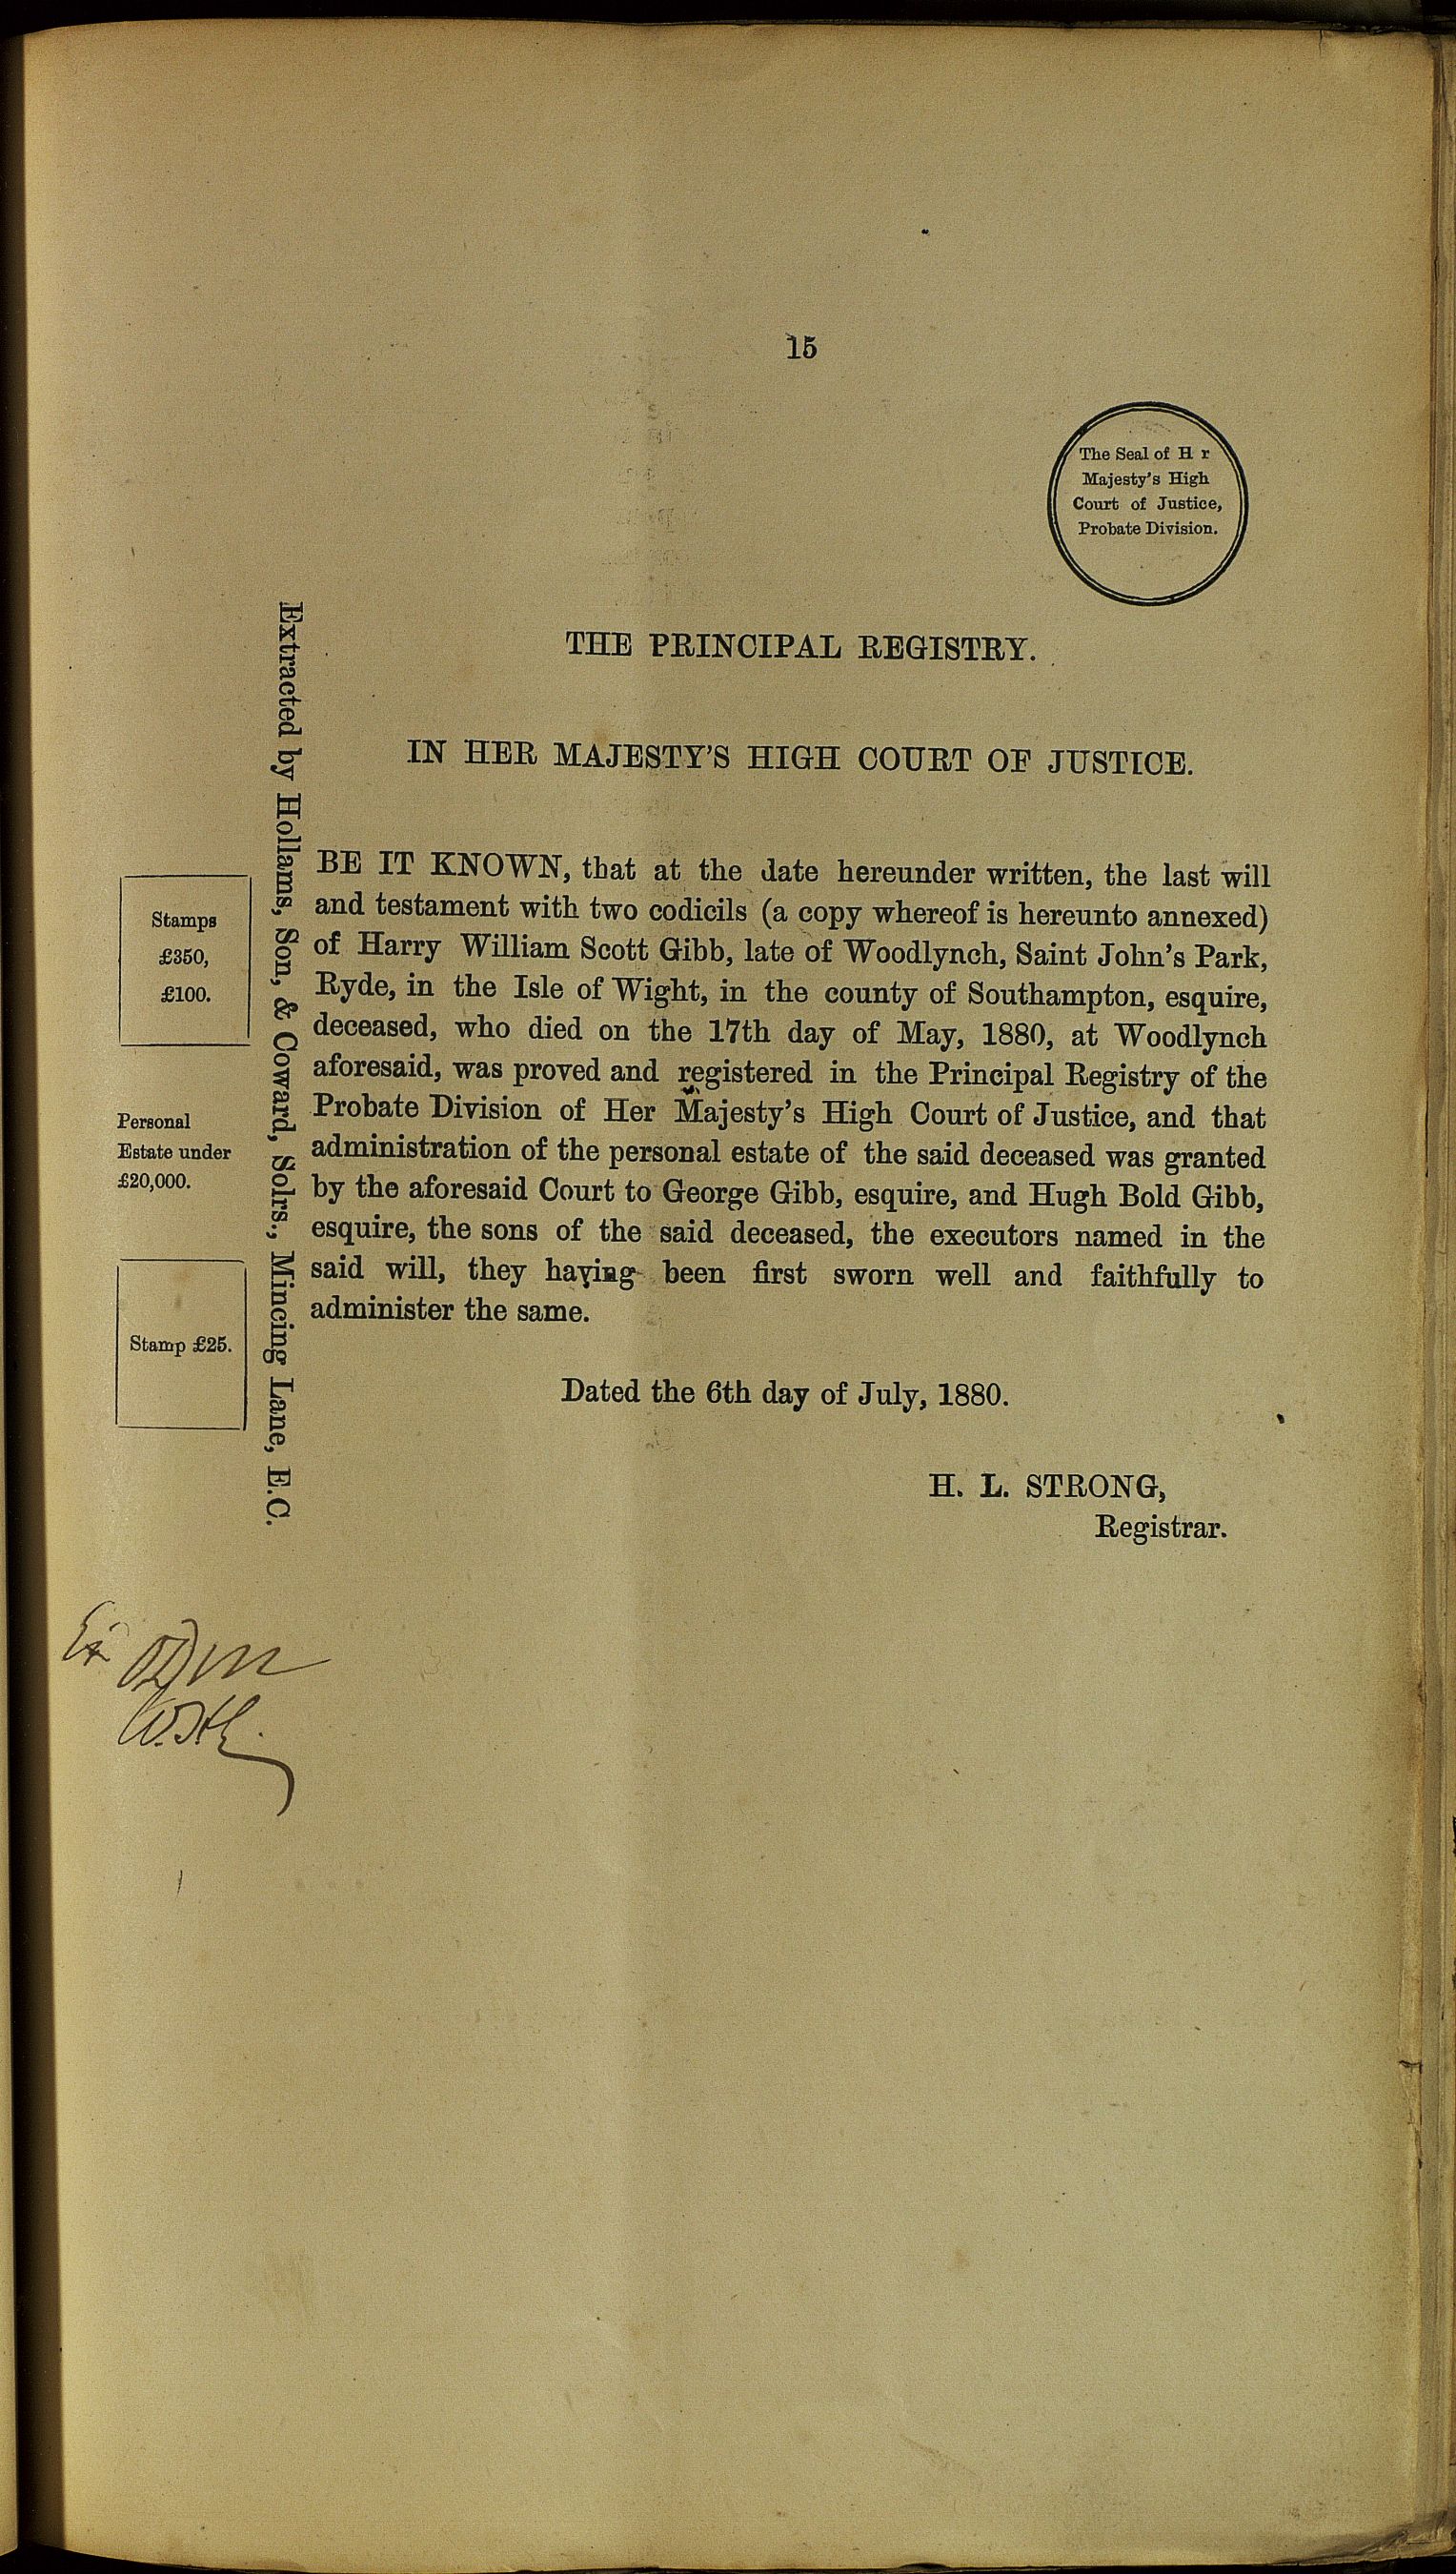 15
The Seal of H r
Majesty's High
Court of Justice,
Probate Division.
THE PRINCIPAL REGISTRY.
IN HER MAJESTY'S HIGH COURT OF JUSTICE.
Extracted by Hollams, Son, & Coward, Solrs., Mincing Lane, E.C.
Stamps
£350,
£100.
Personal
Estate under
£20,000.
Stamp £25.
BE IT KNOWN, that at the date hereunder written, the last will
and testament with two codicils (a copy whereof is hereunto annexed)
of Harry William Scott Gibb, late of Woodlynch, Saint John's Park,
Ryde, in the Isle of Wight, in the county of Southampton, esquire,
deceased, who died on the 17th day of May, 1880, at Woodlynch
aforesaid, was proved and registered in the Principal Registry of the
Probate Division of Her Majesty's High Court of Justice, and that
administration of the personal estate of the said deceased was granted
by the aforesaid Court to George Gibb, esquire, and Hugh Bold Gibb,
esquire, the sons of the said deceased, the executors named in the
said will, they having been first sworn well and faithfully to
administer the same.
Dated the 6th day of July, 1880.
H. L. STRONG,
Registrar.